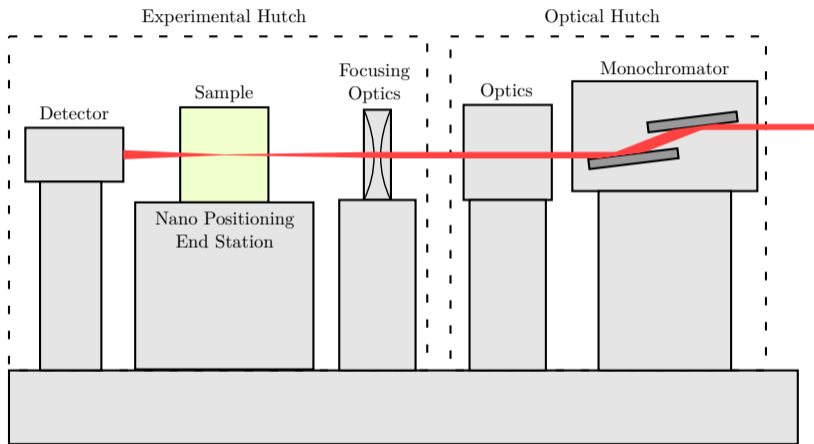 Experimental Hutch
Optical Hutch
Focusing
Optics
Monochromator
Optics
Sample
Detector
Nano Positioning
End Station